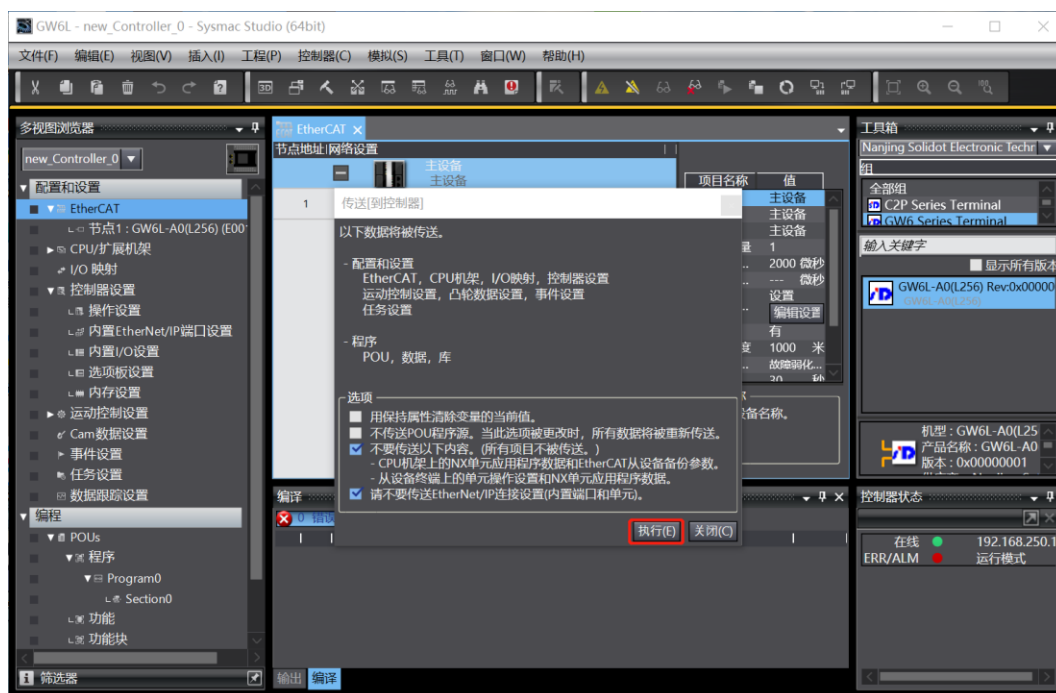 GW6L - new_Controller_0 - Sysmac Studio (64bit)
文件(F) 编辑(E) 视图(V) 插入(I) 工程(P) 控制器(C) 模拟(S) 工具(T) 窗口(W) 帮助(H)
多视图浏览器
new_Controller_0
配置和设置
EtherCAT
节点1 : GW6L-A0(L256) (E00
CPU/扩展机架
I/O 映射
控制器设置
操作设置
内置EtherNet/IP端口设置
内置I/O设置
选项板设置
内存设置
运动控制设置
Cam数据设置
事件设置
任务设置
数据跟踪设置
编程
POUs
程序
Program0
Section0
功能
功能块
筛选器
EtherCAT
节点地址|网络设置
主设备
主设备
1
项目名称 值
主设备
主设备
主设备
量 1
... 2000 微秒
... --- 微秒
设置
... 编辑设置
有
度 1000 米
... 故障弱化...
30 秒
设备名称。
传送[到控制器]
以下数据将被传送。
- 配置和设置
EtherCAT，CPU机架，I/O映射，控制器设置
运动控制设置，凸轮数据设置，事件设置
任务设置
- 程序
POU，数据，库
选项
用保持属性清除变量的当前值。
不传送POU程序源。当此选项被更改时，所有数据将被重新传送。
不要传送以下内容。(所有项目不被传送。)
- CPU机架上的NX单元应用程序数据和EtherCAT从设备备份参数。
- 从设备终端上的单元操作设置和NX单元应用程序数据。
请不要传送EtherNet/IP连接设置(内置端口和单元)。
执行(E) 关闭(C)
编译
0 错误
输出 编译
工具箱
Nanjing Solidot Electronic Techr
组
全部组
C2P Series Terminal
GW6 Series Terminal
输入关键字
显示所有版本
GW6L-A0(L256) Rev:0x00000
GW6L-A0(L256)
机型 : GW6L-A0(L25
产品名称 : GW6L-A0
版本 : 0x00000001
控制器状态
在线 192.168.250.1
ERR/ALM 运行模式